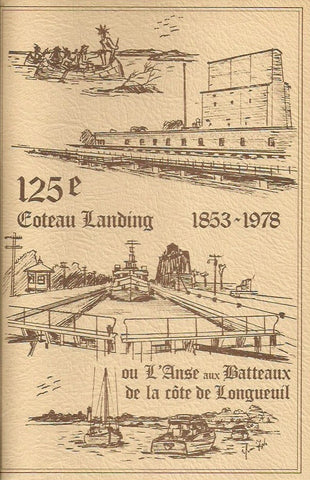 125e
Coteau Landing 1853-1978
ou L'Anse aux Batteaux
de la côte de Longueuil